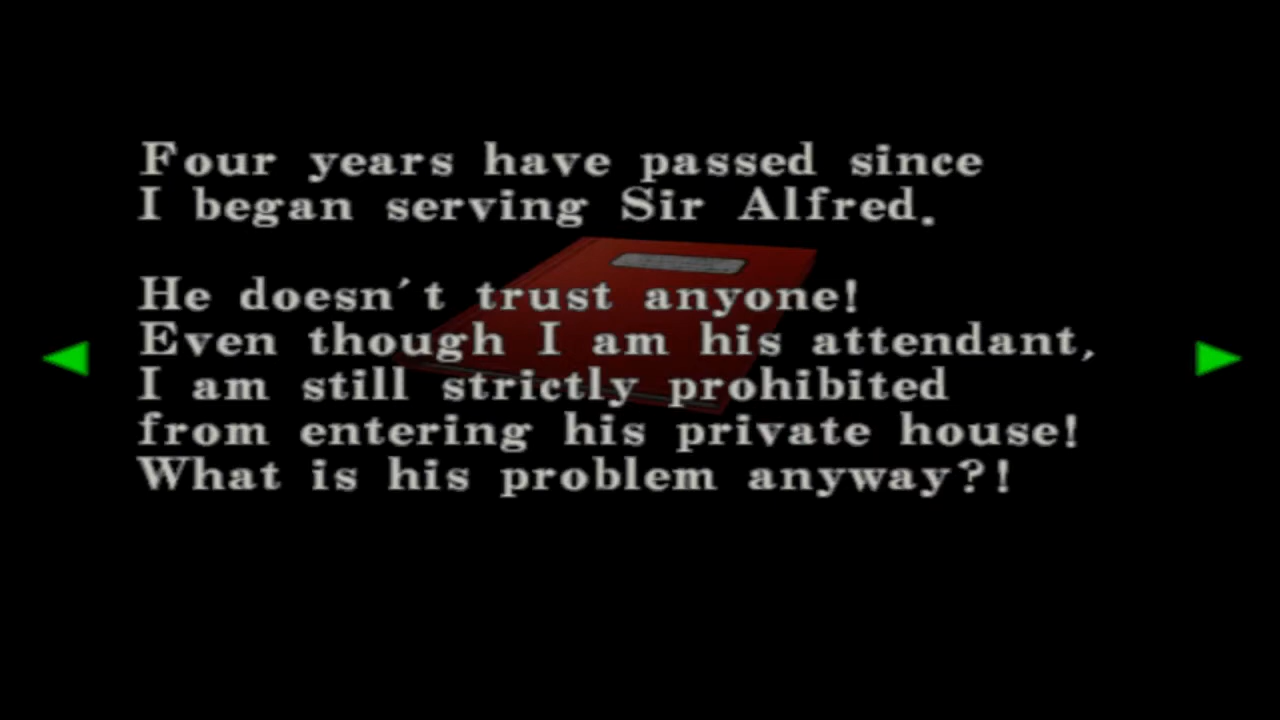 Four years have passed since
I began serving Sir Alfred.
He doesn't trust anyone!
Even though I am his attendant,
I am still strictly prohibited
from entering his private house!
What is his problem anyway?!